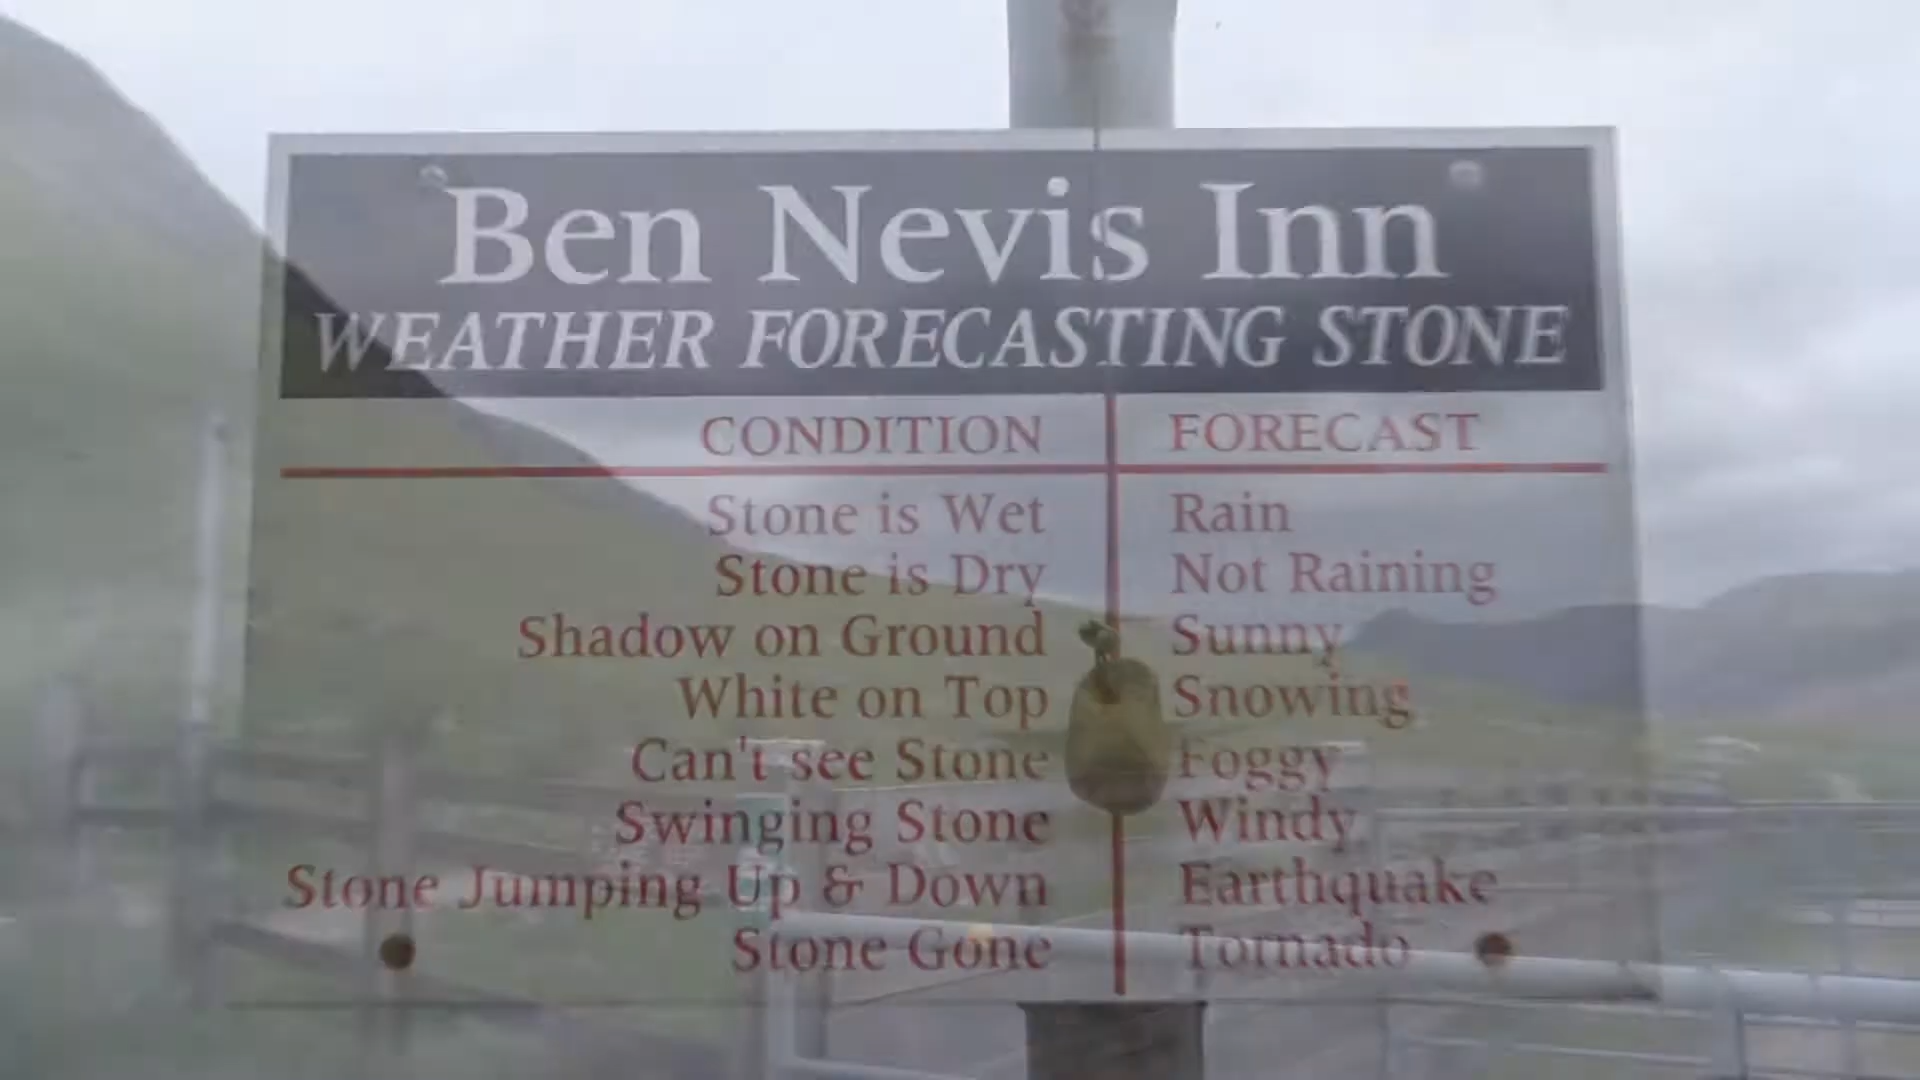 Ben Nevis Inn
WEATHER FORECASTING STONE
CONDITION FORECAST
Stone is Wet Rain
Stone is Dry Not Raining
Shadow on Ground Sunny
White on Top Snowing
Can't see Stone Foggy
Swinging Stone Windy
Stone Jumping Up & Down Earthquake
Stone Gone Tornado